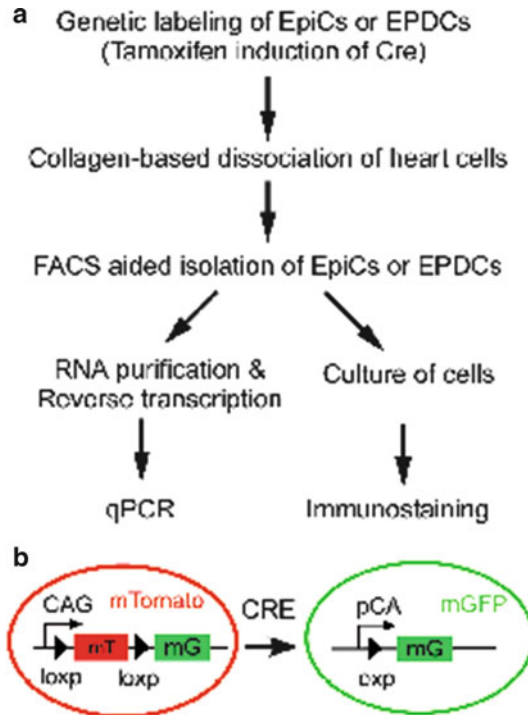 a
Genetic labeling of EpiCs or EPDCs
(Tamoxifen induction of Cre)
Collagen-based dissociation of heart cells
FACS aided isolation of EpiCs or EPDCs
RNA purification &
Reverse transcription
Culture of cells
qPCR
Immunostaining
b
CAG
mTomato
mT
mG
loxp
loxp
CRE
pCA
mGFP
mG
oxp